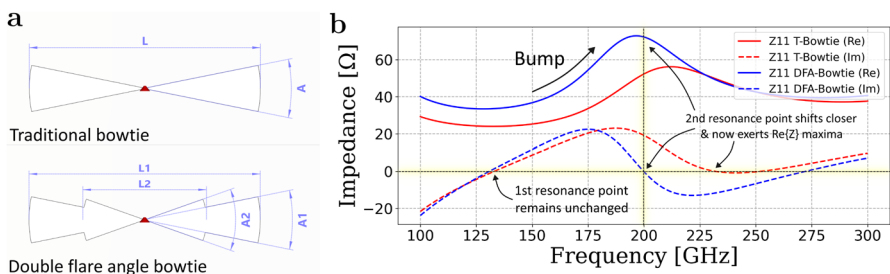 a
L
A
Traditional bowtie
L1
L2
A2
A1
Double flare angle bowtie
b
Impedance [Ω]
80
60
40
20
0
−20
Bump
Z11 T-Bowtie (Re)
Z11 T-Bowtie (Im)
Z11 DFA-Bowtie (Re)
Z11 DFA-Bowtie (Im)
2nd resonance point shifts closer
& now exerts Re{Z} maxima
1st resonance point
remains unchanged
100 125 150 175 200 225 250 275 300
Frequency [GHz]